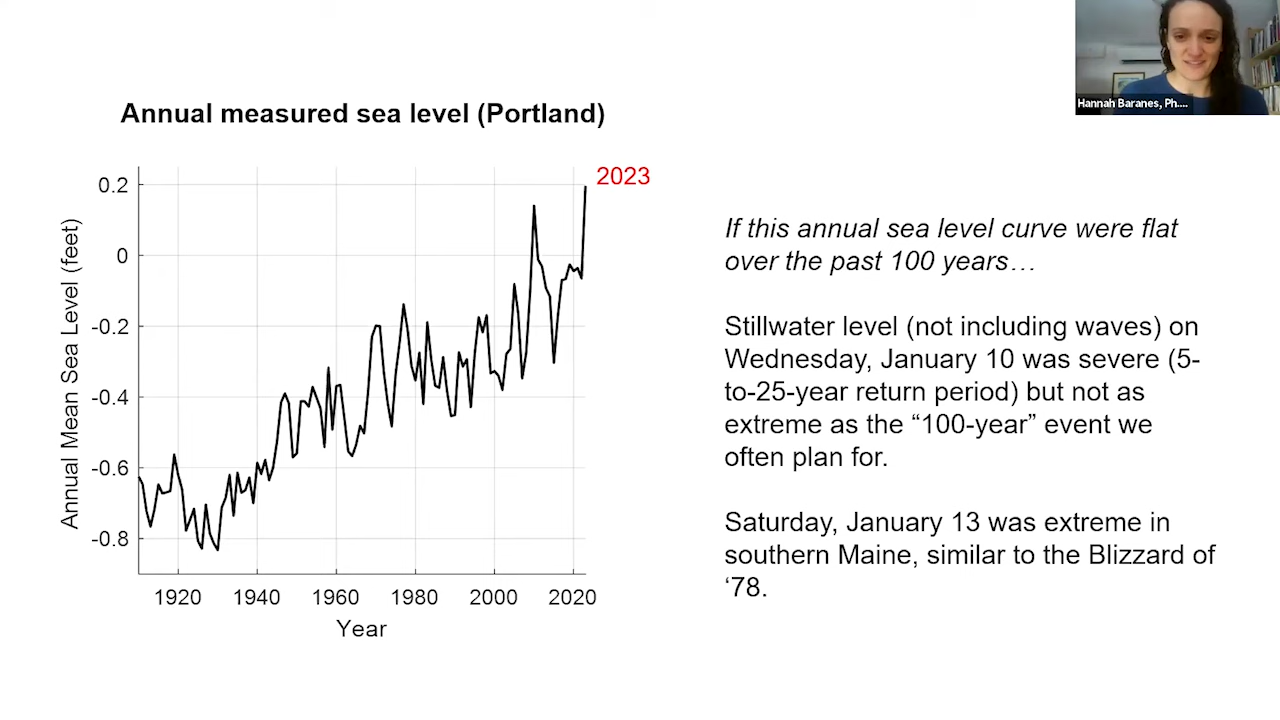 Hannah Baranes, Ph....
Annual measured sea level (Portland)
2023
0.2
0
-0.2
-0.4
-0.6
-0.8
Annual Mean Sea Level (feet)
1920 1940 1960 1980 2000 2020
Year
If this annual sea level curve were flat
over the past 100 years…
Stillwater level (not including waves) on
Wednesday, January 10 was severe (5-
to-25-year return period) but not as
extreme as the “100-year” event we
often plan for.
Saturday, January 13 was extreme in
southern Maine, similar to the Blizzard of
‘78.